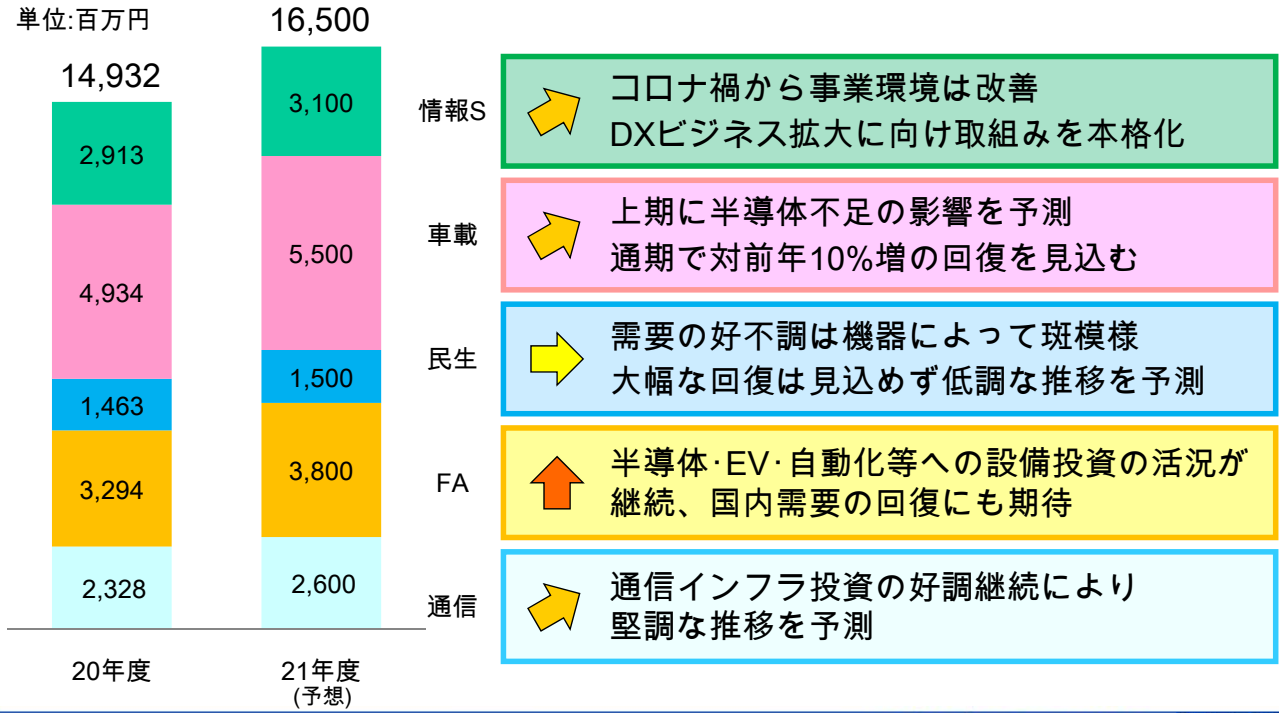 単位:百万円
14,932
2,913
4,934
1,463
3,294
2,328
20年度
16,500
3,100
5,500
1,500
3,800
2,600
21年度
(予想)
情報S
コロナ禍から事業環境は改善
DXビジネス拡大に向け取組みを本格化
車載
上期に半導体不足の影響を予測
通期で対前年10%増の回復を見込む
民生
需要の好不調は機器によって斑模様
大幅な回復は見込めず低調な推移を予測
FA
半導体･EV･自動化等への設備投資の活況が
継続、国内需要の回復にも期待
通信
通信インフラ投資の好調継続により
堅調な推移を予測